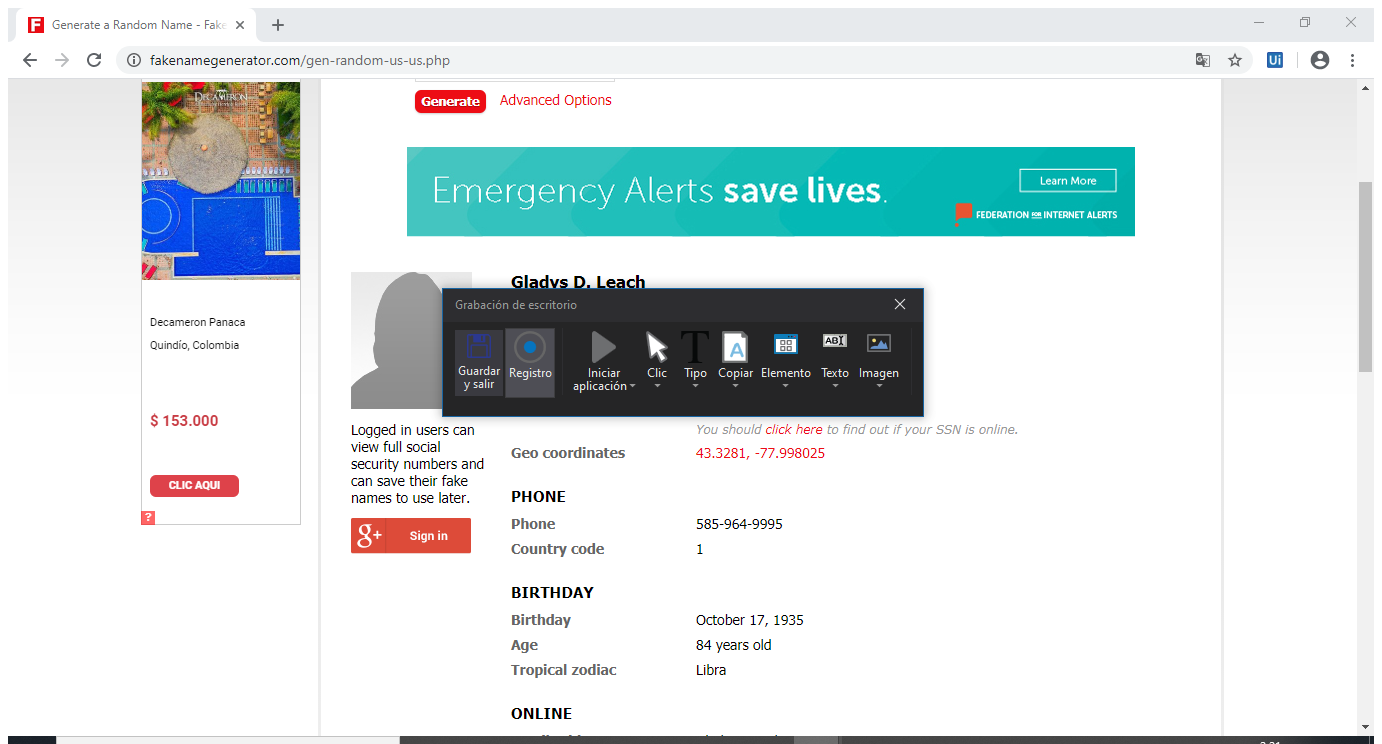 Generate a Random Name - Fake
fakenamegenerator.com/gen-random-us-us.php
Ui
Generate
Advanced Options
DECAMERON
Emergency Alerts save lives.
Learn More
FEDERATION FOR INTERNET ALERTS
Decameron Panaca
Quindío, Colombia
$ 153.000
CLIC AQUI
?
Gladys D. Leach
Grabación de escritorio
Guardar
y salir
Registro
Iniciar
aplicación
Clic
Tipo
Copiar
Elemento
Texto
Imagen
Logged in users can
view full social
security numbers and
can save their fake
names to use later.
g+ Sign in
You should click here to find out if your SSN is online.
Geo coordinates 43.3281, -77.998025
PHONE
Phone 585-964-9995
Country code 1
BIRTHDAY
Birthday October 17, 1935
Age 84 years old
Tropical zodiac Libra
ONLINE